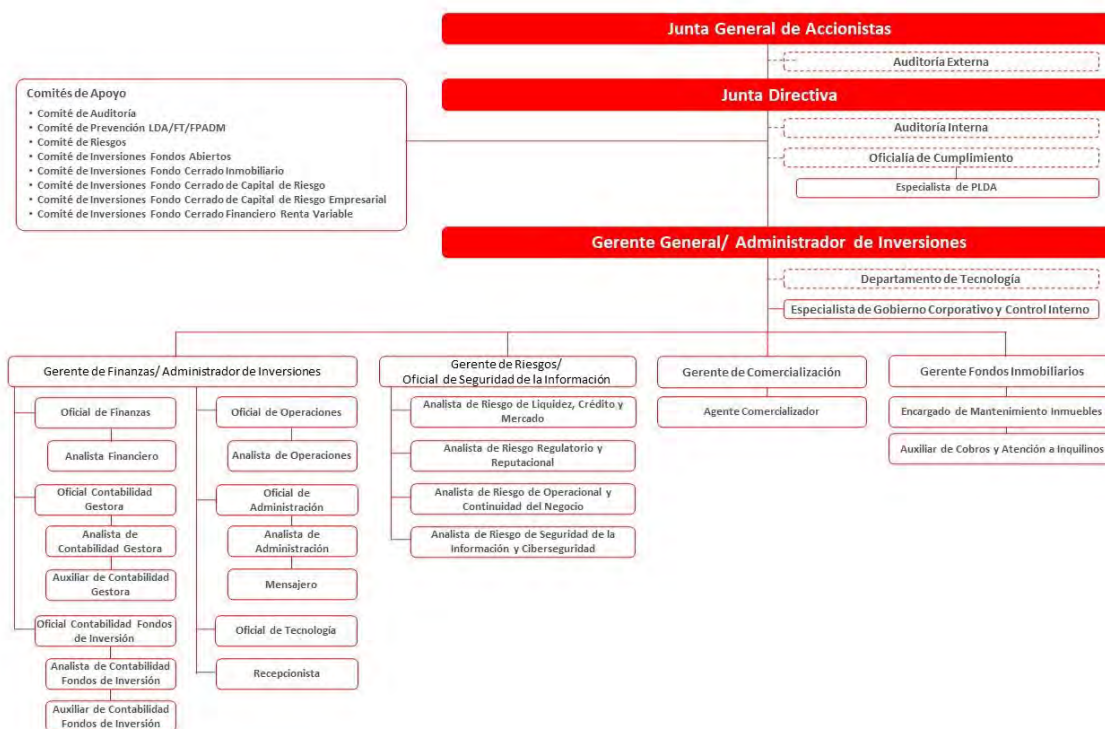 Junta General de Accionistas
Auditoría Externa
Junta Directiva
Comités de Apoyo
• Comité de Auditoría
• Comité de Prevención LDA/FT/FPADM
• Comité de Riesgos
• Comité de Inversiones Fondos Abiertos
• Comité de Inversiones Fondo Cerrado Inmobiliario
• Comité de Inversiones Fondo Cerrado de Capital de Riesgo
• Comité de Inversiones Fondo Cerrado de Capital de Riesgo Empresarial
• Comité de Inversiones Fondo Cerrado Financiero Renta Variable
Auditoría Interna
Oficialía de Cumplimiento
Especialista de PLDA
Gerente General/ Administrador de Inversiones
Departamento de Tecnología
Especialista de Gobierno Corporativo y Control Interno
Gerente de Finanzas/ Administrador de Inversiones
Oficial de Finanzas
Analista Financiero
Oficial Contabilidad
Gestora
Analista de
Contabilidad Gestora
Auxiliar de Contabilidad
Gestora
Oficial Contabilidad Fondos
de Inversión
Analista de Contabilidad
Fondos de Inversión
Auxiliar de Contabilidad
Fondos de Inversión
Oficial de Operaciones
Analista de Operaciones
Oficial de
Administración
Analista de
Administración
Mensajero
Oficial de Tecnología
Recepcionista
Gerente de Riesgos/
Oficial de Seguridad de la Información
Analista de Riesgo de Liquidez, Crédito y
Mercado
Analista de Riesgo Regulatorio y
Reputacional
Analista de Riesgo de Operacional y
Continuidad del Negocio
Analista de Riesgo de Seguridad de la
Información y Ciberseguridad
Gerente de Comercialización
Agente Comercializador
Gerente Fondos Inmobiliarios
Encargado de Mantenimiento Inmuebles
Auxiliar de Cobros y Atención a Inquilinos